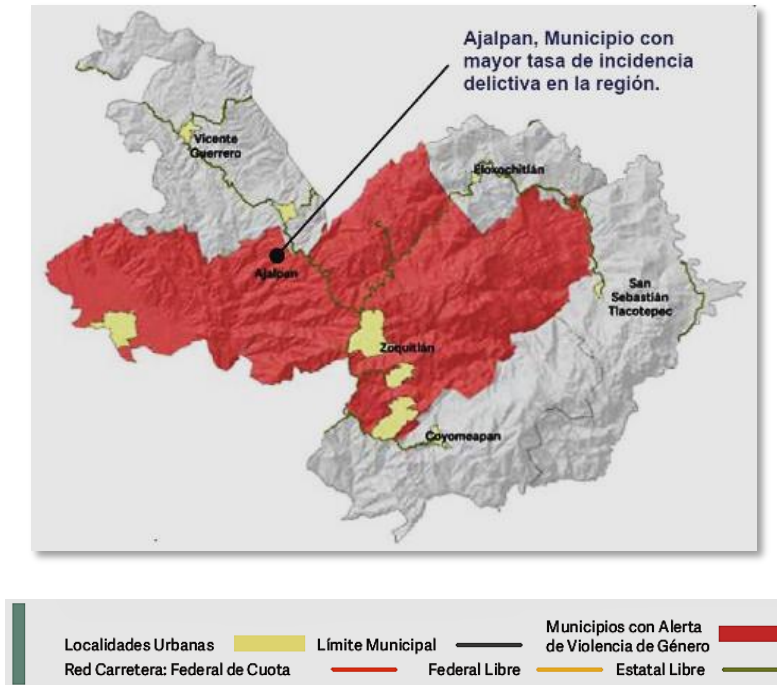 Ajalpan, Municipio con
mayor tasa de incidencia
delictiva en la región.
Vicente
Guerrero
Eloxochitlán
Ajalpan
San
Sebastián
Tlacotepec
Zoquitlán
Coyomeapan
Localidades Urbanas
Límite Municipal
Municipios con Alerta
de Violencia de Género
Red Carretera: Federal de Cuota
Federal Libre
Estatal Libre